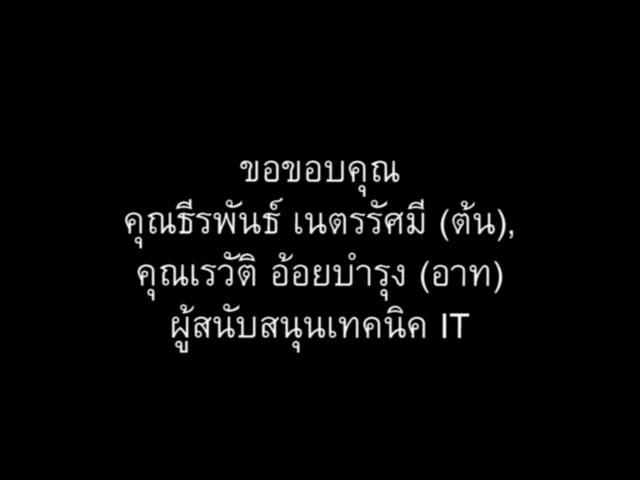 ขอขอบคุณ
คุณธีรพันธ์ เนตรรัศมี (ต้น),
คุณเรวัติ อ้อยบำรุง (อาท)
ผู้สนับสนุนเทคนิค IT